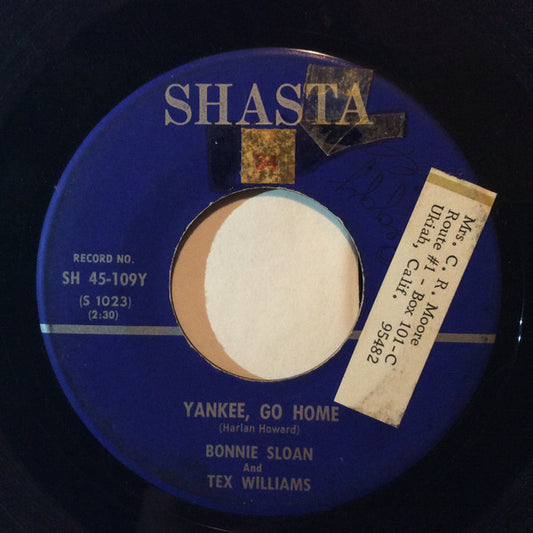 SHASTA
RECORD NO.
SH 45-109Y
(S 1023)
(2:30)
YANKEE, GO HOME
(Harlan Howard)
BONNIE SLOAN
And
TEX WILLIAMS
Mrs. C. R. Moore
Route #1 - Box 101-C
Ukiah, Calif. 95482